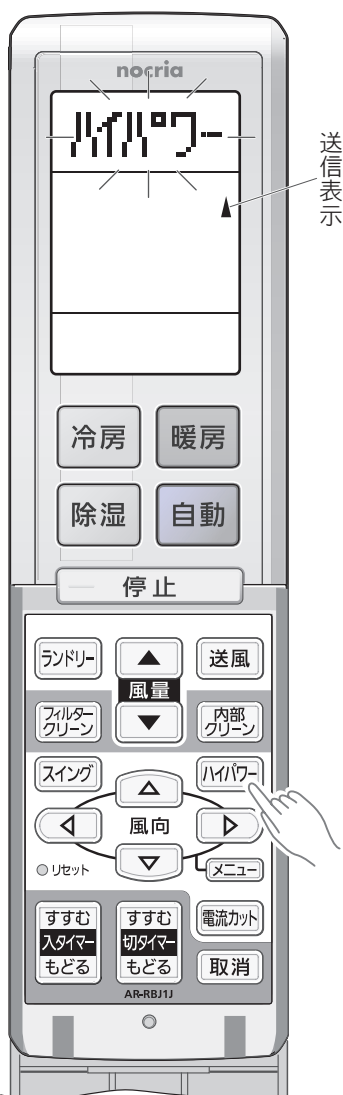 nocria
ハイパワー
送信表示
冷房
暖房
除湿
自動
停止
ランドリー
風量
送風
フィルター
クリーン
内部
クリーン
スイング
ハイパワー
風向
リセット
メニュー
すすむ
入タイマー
もどる
すすむ
切タイマー
もどる
電流カット
取消
AR-RBJ1J